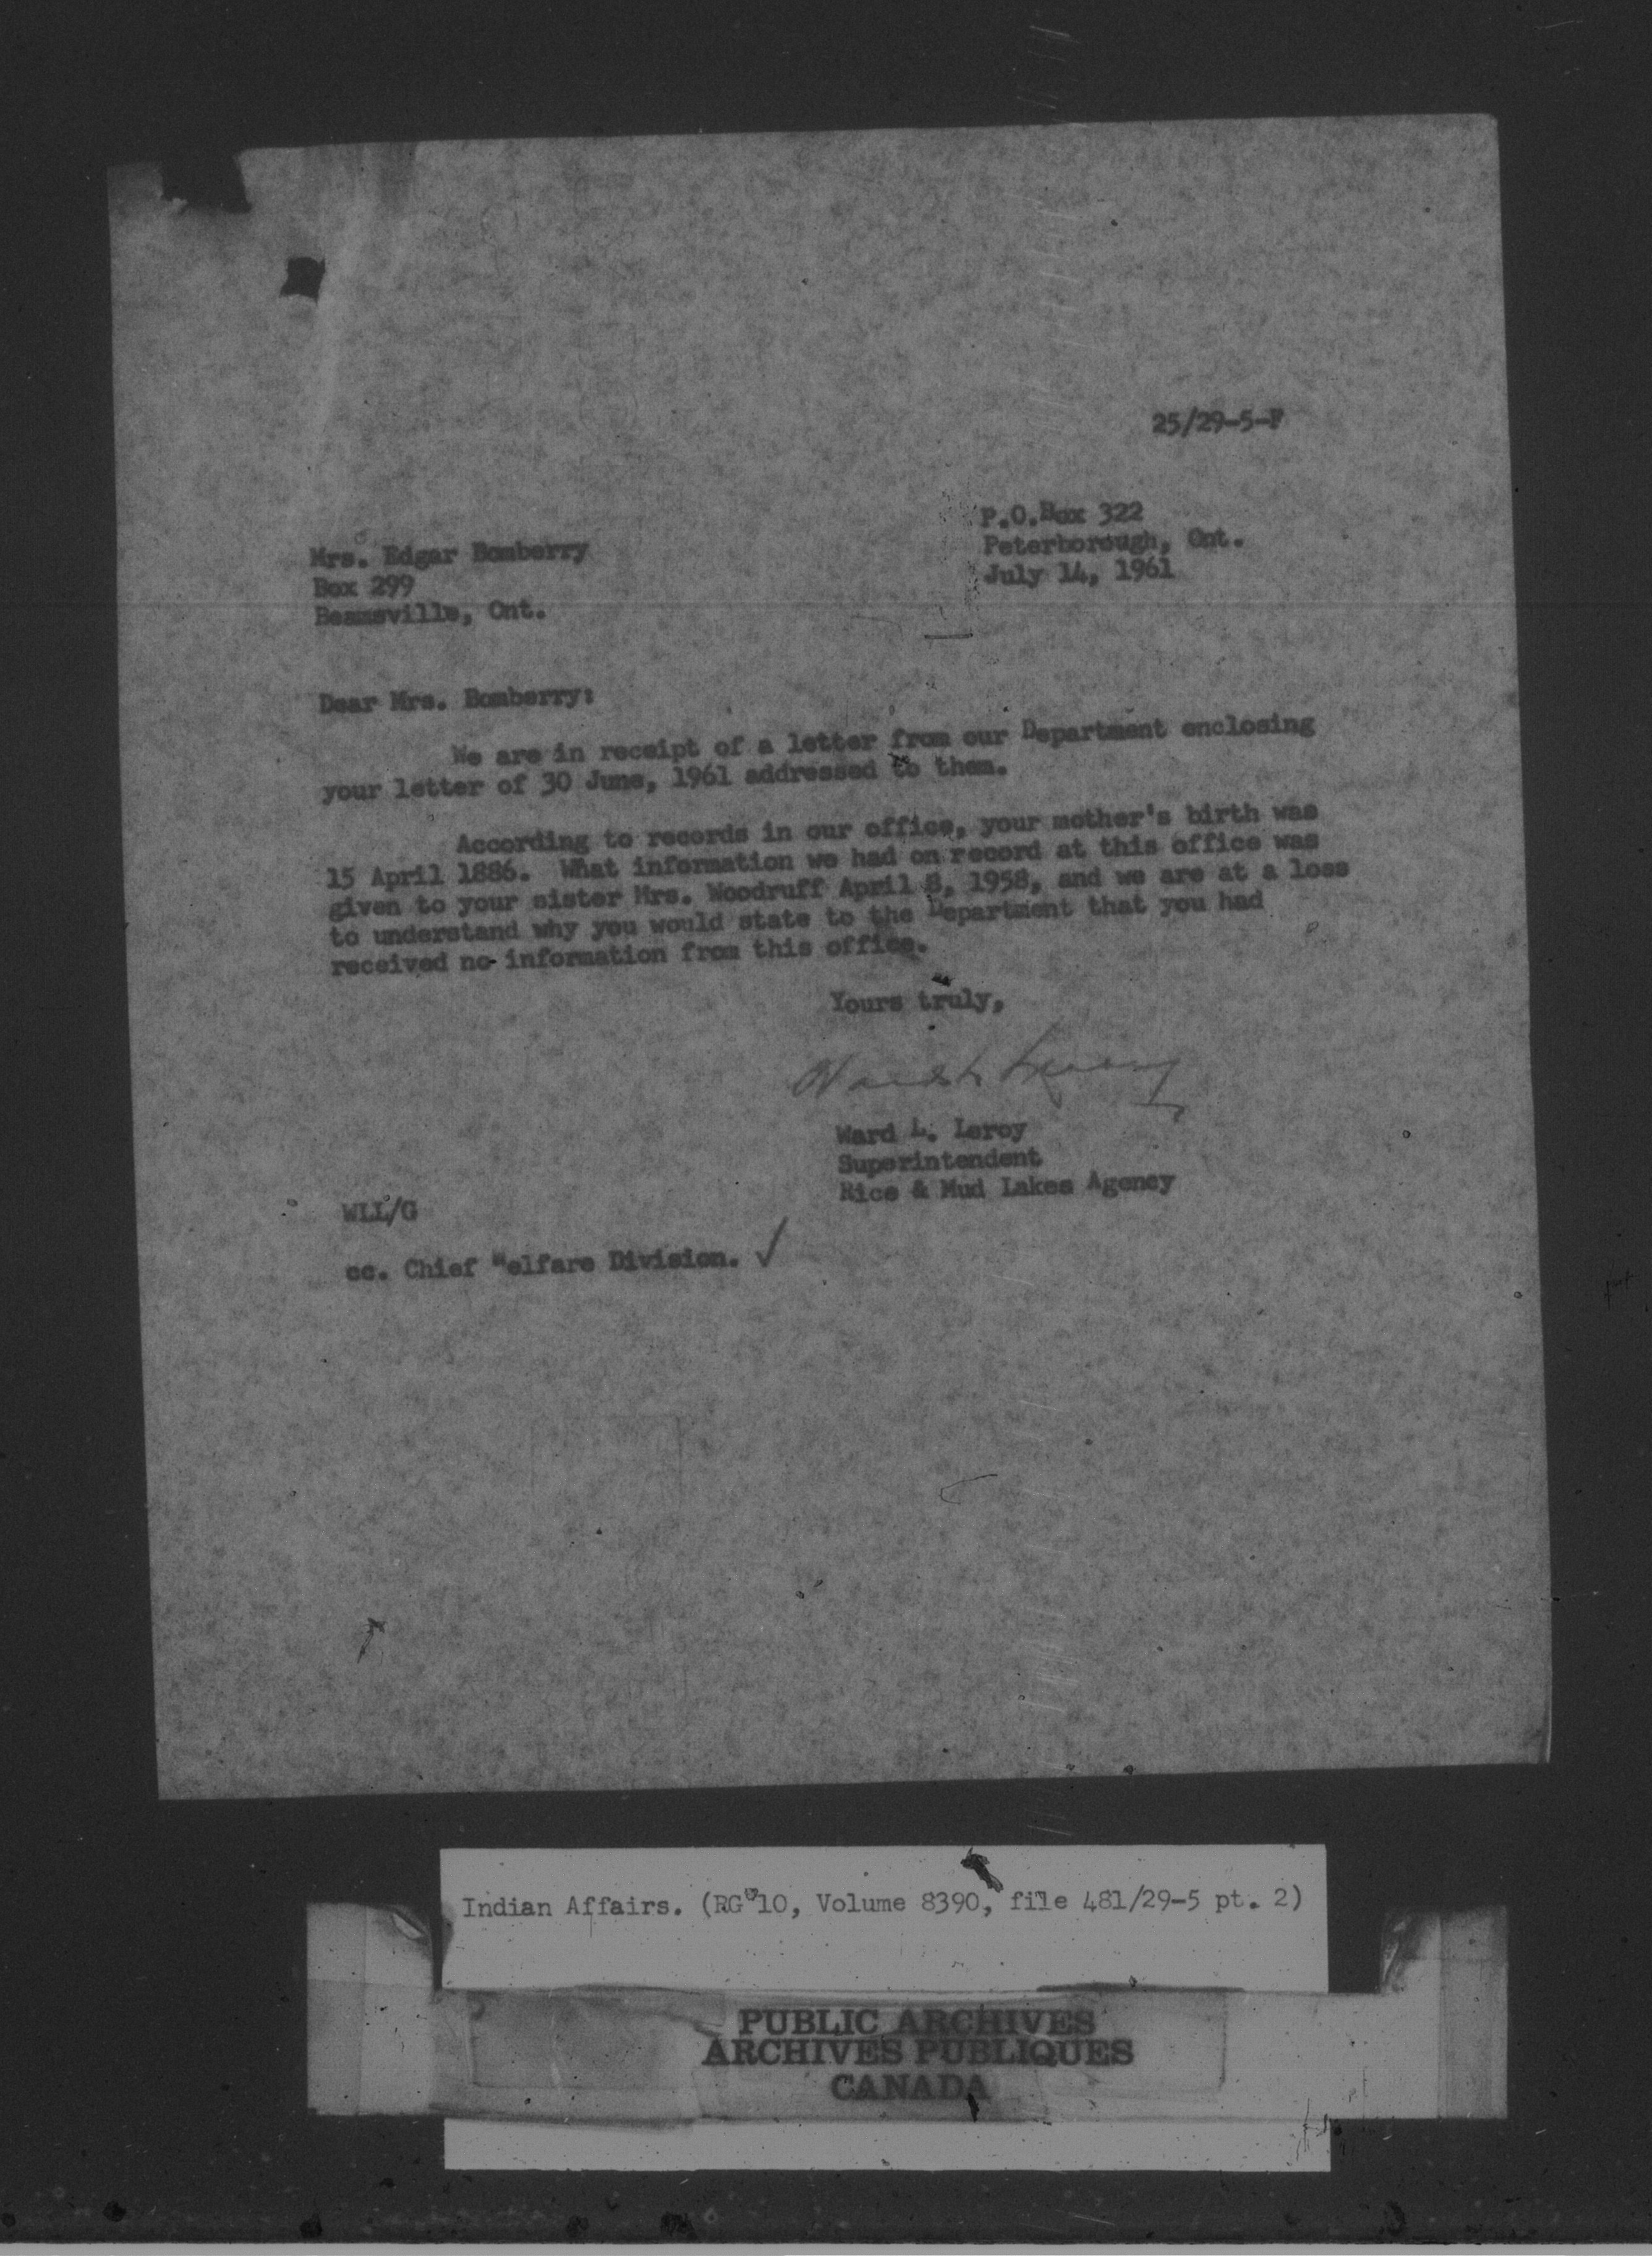 25/29-5-P
P.O.Box 322
Peterborough, Ont.
July 14, 1961
Mrs. Edgar Bomberry
Box 299
Beamsville, Ont.
Dear Mrs. Bomberry:
We are in receipt of a letter from our Department enclosing
your letter of 30 June, 1961 addressed to them.
According to records in our office, your mother's birth was
15 April 1886. What information we had on record at this office was
given to your sister Mrs. Woodruff April 8, 1958, and we are at a loss
to understand why you would state to the Department that you had
received no information from this office.
Yours truly,
Ward L. Leroy
Ward L. Leroy
Superintendent
Rice & Mud Lakes Agency
WLL/G
cc. Chief Welfare Division. ✓
Indian Affairs. (RG 10, Volume 8390, file 481/29-5 pt. 2)
PUBLIC ARCHIVES
ARCHIVES PUBLIQUES
CANADA